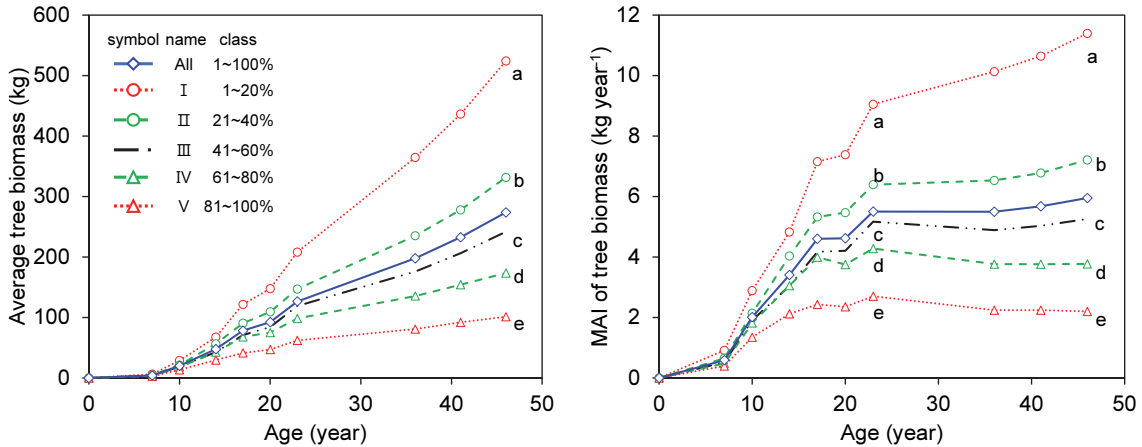 Average tree biomass (kg)
600
500
400
300
200
100
0
symbol name class
All 1~100%
Ⅰ 1~20%
Ⅱ 21~40%
Ⅲ 41~60%
Ⅳ 61~80%
Ⅴ 81~100%
a
b
c
d
e
0 10 20 30 40 50
Age (year)
MAI of tree biomass (kg year⁻¹)
12
10
8
6
4
2
0
a
a
b
b
c
c
d
d
e
e
0 10 20 30 40 50
Age (year)